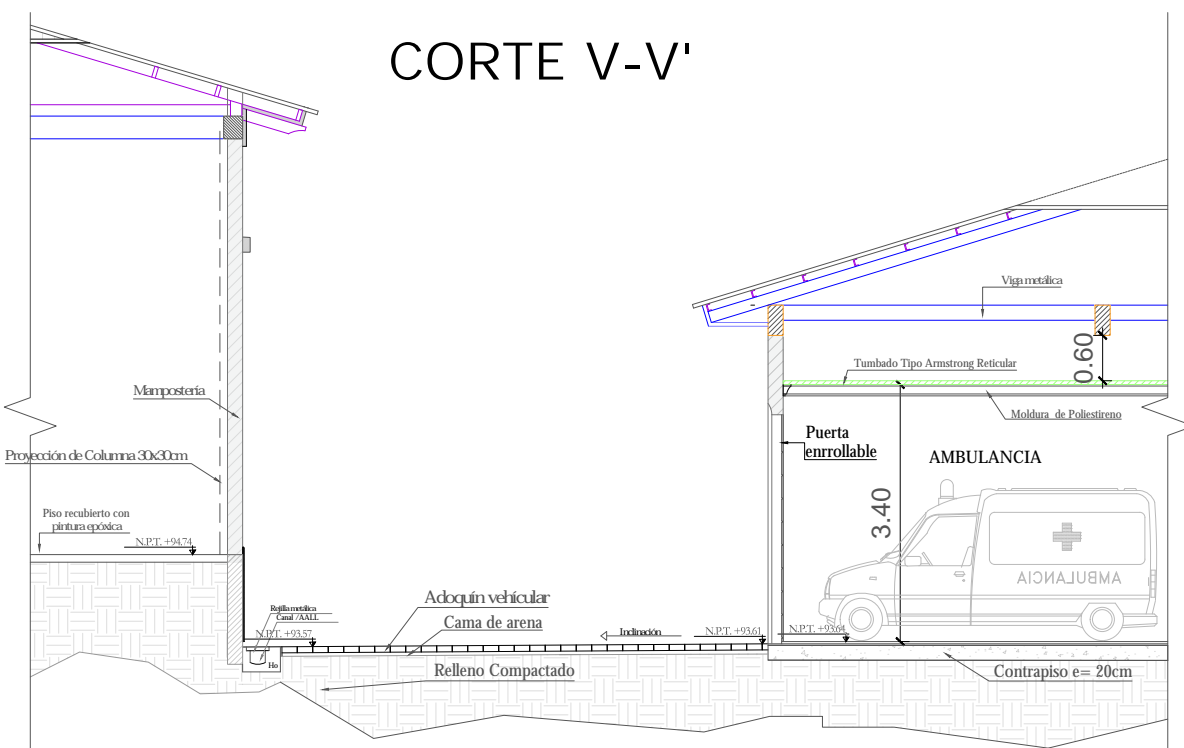 CORTE V-V'
Viga metálica
0.60
Tumbado Tipo Armstrong Reticular
Mampostería
Moldura de Poliestireno
Puerta
enrrollable
AMBULANCIA
Proyección de Columna 30x30cm
3.40
Piso recubierto con
pintura epóxica
N.P.T. +94.74
AMBULANCIA
Adoquín vehícular
Rejilla metálica
Canal /AALL
Cama de arena
N.P.T. +93.57
Inclinación
N.P.T. +93.61
N.P.T. +93.64
Ho
Relleno Compactado
Contrapiso e= 20cm